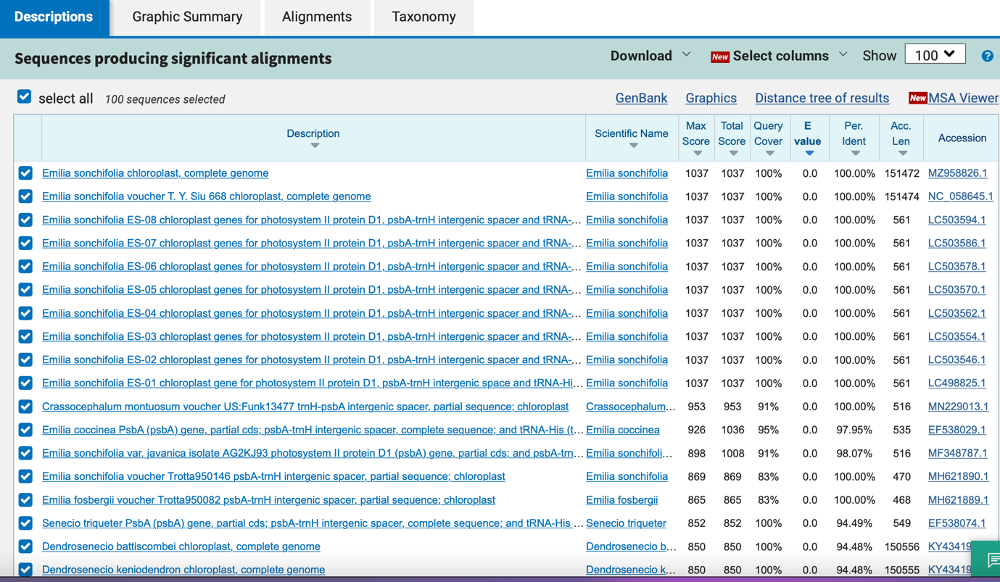 Descriptions Graphic Summary Alignments Taxonomy
Sequences producing significant alignments Download New Select columns Show 100 ?
select all 100 sequences selected GenBank Graphics Distance tree of results New MSA Viewer
Description Scientific Name Max Score Total Score Query Cover E value Per. Ident Acc. Len Accession
Emilia sonchifolia chloroplast, complete genome Emilia sonchifolia 1037 1037 100% 0.0 100.00% 151472 MZ958826.1
Emilia sonchifolia voucher T. Y. Siu 668 chloroplast, complete genome Emilia sonchifolia 1037 1037 100% 0.0 100.00% 151474 NC_058645.1
Emilia sonchifolia ES-08 chloroplast genes for photosystem II protein D1, psbA-trnH intergenic spacer and tRNA-... Emilia sonchifolia 1037 1037 100% 0.0 100.00% 561 LC503594.1
Emilia sonchifolia ES-07 chloroplast genes for photosystem II protein D1, psbA-trnH intergenic spacer and tRNA-... Emilia sonchifolia 1037 1037 100% 0.0 100.00% 561 LC503586.1
Emilia sonchifolia ES-06 chloroplast genes for photosystem II protein D1, psbA-trnH intergenic spacer and tRNA-... Emilia sonchifolia 1037 1037 100% 0.0 100.00% 561 LC503578.1
Emilia sonchifolia ES-05 chloroplast genes for photosystem II protein D1, psbA-trnH intergenic spacer and tRNA-... Emilia sonchifolia 1037 1037 100% 0.0 100.00% 561 LC503570.1
Emilia sonchifolia ES-04 chloroplast genes for photosystem II protein D1, psbA-trnH intergenic spacer and tRNA-... Emilia sonchifolia 1037 1037 100% 0.0 100.00% 561 LC503562.1
Emilia sonchifolia ES-03 chloroplast genes for photosystem II protein D1, psbA-trnH intergenic spacer and tRNA-... Emilia sonchifolia 1037 1037 100% 0.0 100.00% 561 LC503554.1
Emilia sonchifolia ES-02 chloroplast genes for photosystem II protein D1, psbA-trnH intergenic spacer and tRNA-... Emilia sonchifolia 1037 1037 100% 0.0 100.00% 561 LC503546.1
Emilia sonchifolia ES-01 chloroplast gene for photosystem II protein D1, psbA-trnH intergenic space and tRNA-Hi... Emilia sonchifolia 1037 1037 100% 0.0 100.00% 561 LC498825.1
Crassocephalum montuosum voucher US:Funk13477 trnH-psbA intergenic spacer, partial sequence; chloroplast Crassocephalum... 953 953 91% 0.0 100.00% 516 MN229013.1
Emilia coccinea PsbA (psbA) gene, partial cds; psbA-trnH intergenic spacer, complete sequence; and tRNA-His (t... Emilia coccinea 926 1036 95% 0.0 97.95% 535 EF538029.1
Emilia sonchifolia var. javanica isolate AG2KJ93 photosystem II protein D1 (psbA) gene, partial cds; and psbA-trn... Emilia sonchifoli... 898 1008 91% 0.0 98.07% 516 MF348787.1
Emilia sonchifolia voucher Trotta950146 psbA-trnH intergenic spacer, partial sequence; chloroplast Emilia sonchifolia 869 869 83% 0.0 100.00% 470 MH621890.1
Emilia fosbergii voucher Trotta950082 psbA-trnH intergenic spacer, partial sequence; chloroplast Emilia fosbergii 865 865 83% 0.0 100.00% 468 MH621889.1
Senecio triqueter PsbA (psbA) gene, partial cds; psbA-trnH intergenic spacer, complete sequence; and tRNA-His ... Senecio triqueter 852 852 100% 0.0 94.49% 549 EF538074.1
Dendrosenecio battiscombei chloroplast, complete genome Dendrosenecio b... 850 850 100% 0.0 94.48% 150556 KY43419
Dendrosenecio keniodendron chloroplast, complete genome Dendrosenecio k... 850 850 100% 0.0 94.48% 150555 KY43419